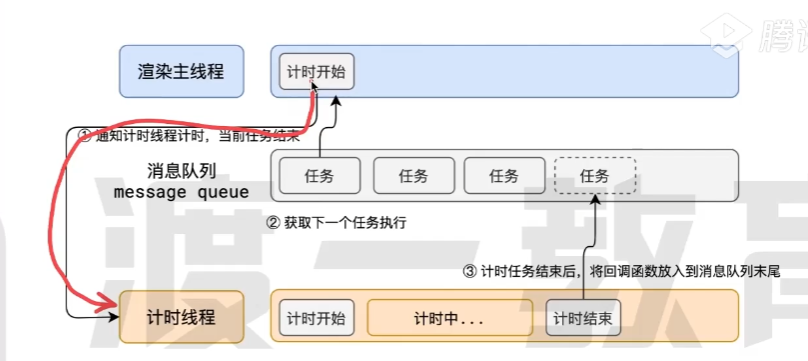 腾讯
渲染主线程
计时开始
① 通知计时线程计时，当前任务结束
消息队列
message queue
任务
任务
任务
任务
② 获取下一个任务执行
③ 计时任务结束后，将回调函数放入到消息队列末尾
计时线程
计时开始
计时中...
计时结束
渡一教育